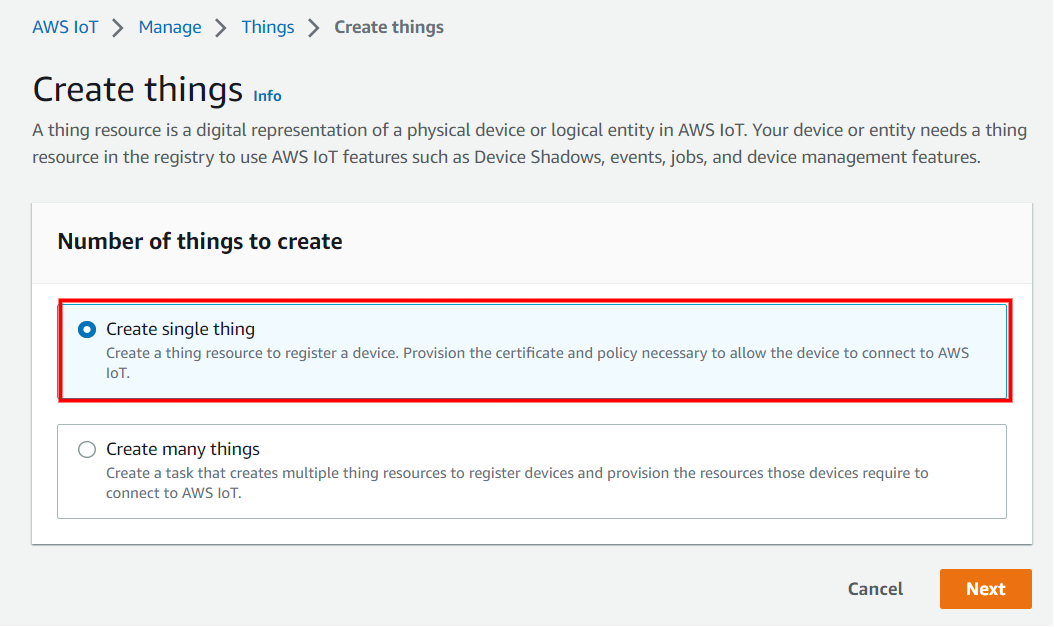 AWS IoT > Manage > Things > Create things
Create things Info
A thing resource is a digital representation of a physical device or logical entity in AWS IoT. Your device or entity needs a thing
resource in the registry to use AWS IoT features such as Device Shadows, events, jobs, and device management features.
Number of things to create
Create single thing
Create a thing resource to register a device. Provision the certificate and policy necessary to allow the device to connect to AWS
IoT.
Create many things
Create a task that creates multiple thing resources to register devices and provision the resources those devices require to
connect to AWS IoT.
Cancel Next